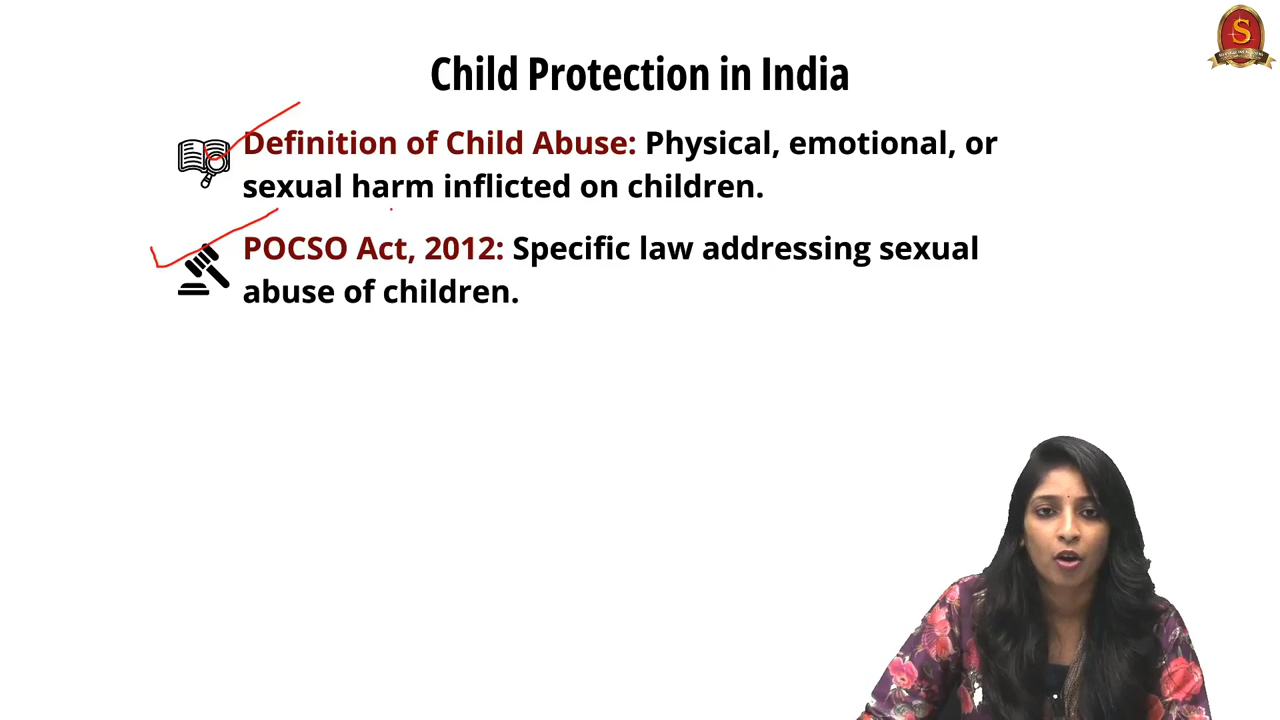 Child Protection in India
Definition of Child Abuse: Physical, emotional, or
sexual harm inflicted on children.
POCSO Act, 2012: Specific law addressing sexual
abuse of children.
S